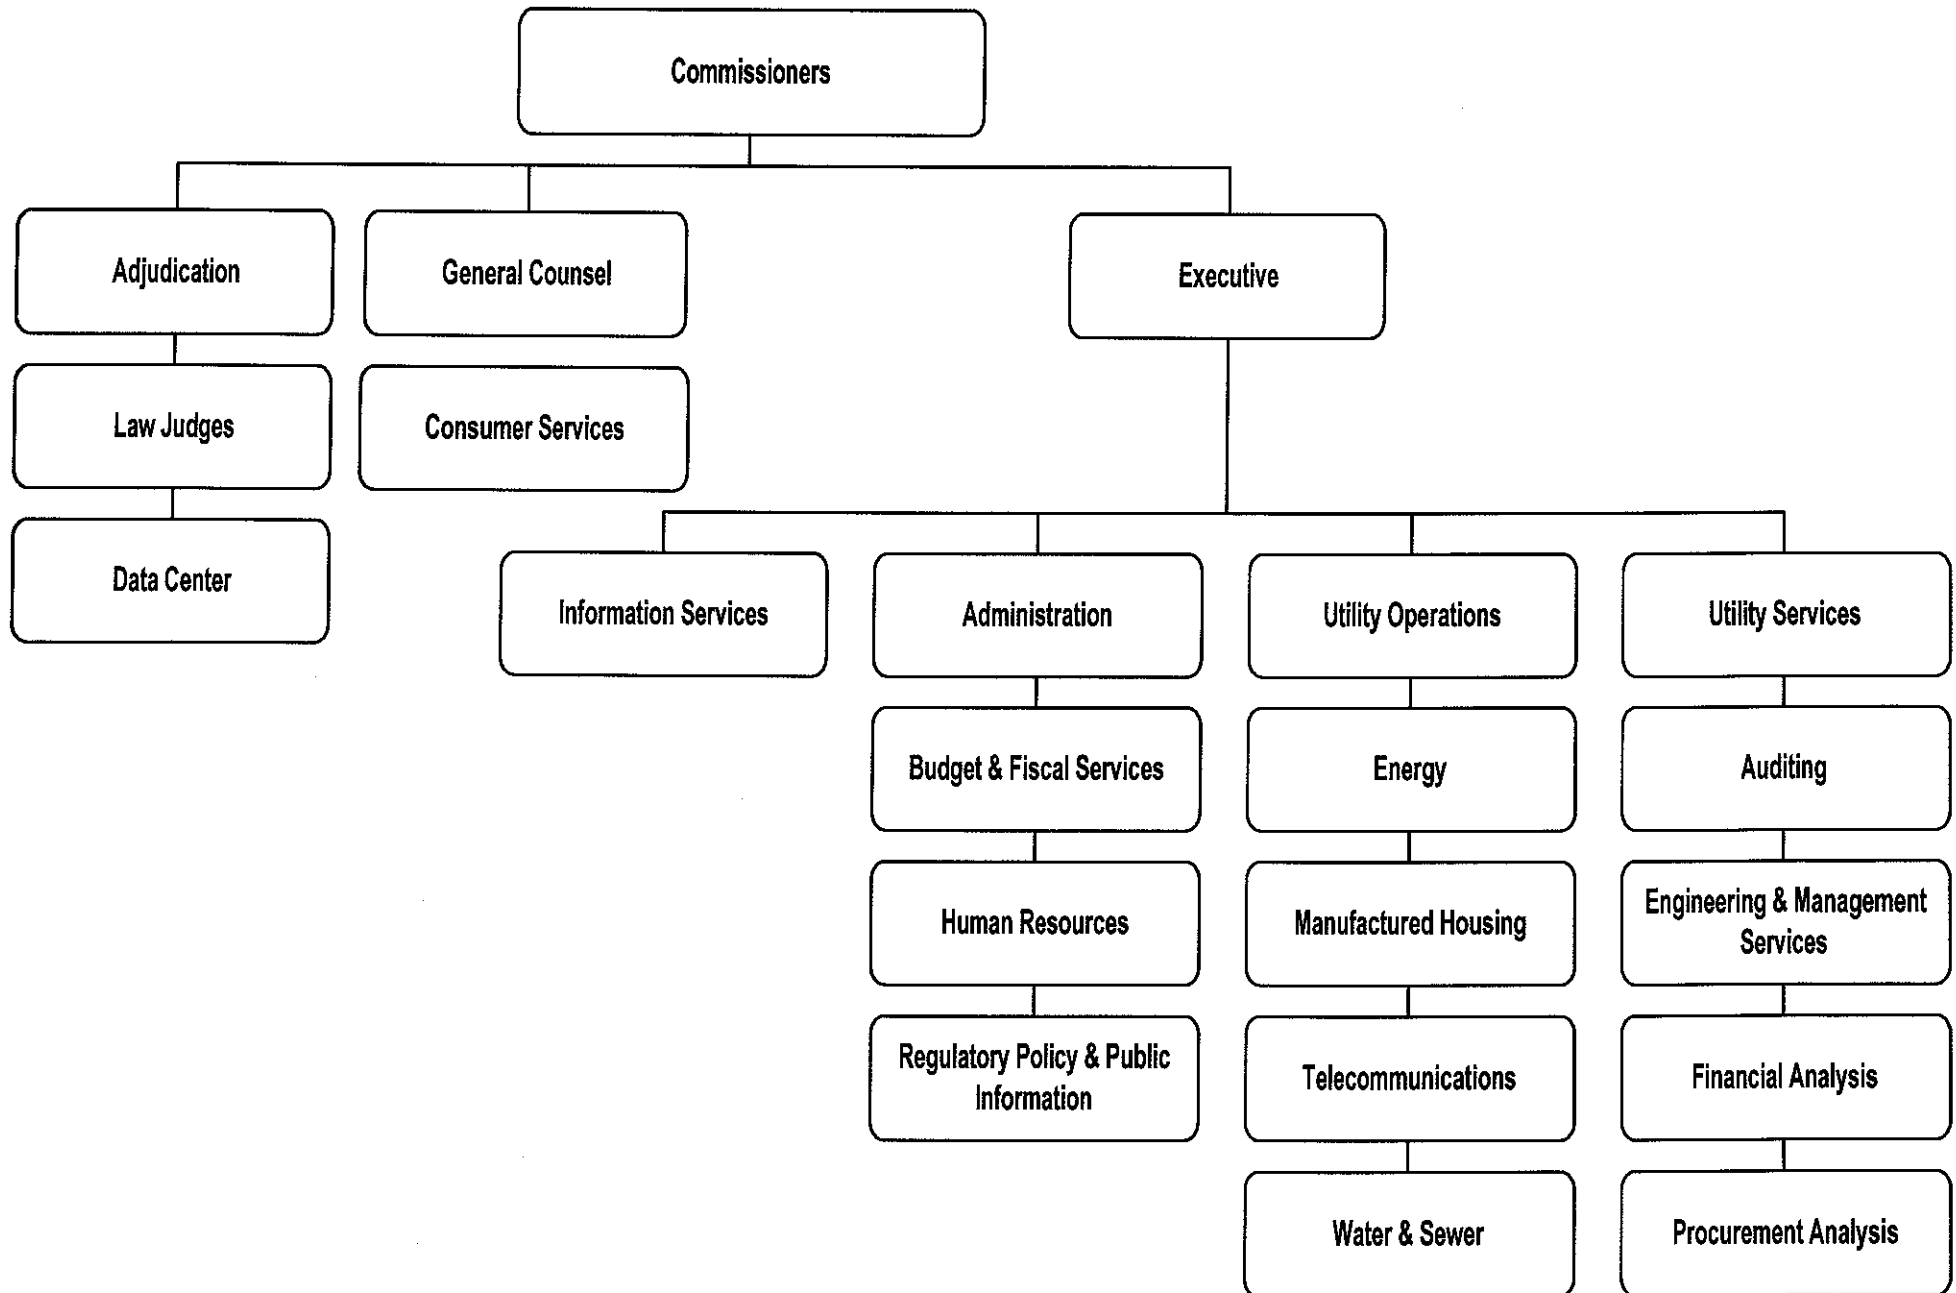 Commissioners
Adjudication
General Counsel
Executive
Law Judges
Consumer Services
Data Center
Information Services
Administration
Utility Operations
Utility Services
Budget & Fiscal Services
Energy
Auditing
Human Resources
Manufactured Housing
Engineering & Management
Services
Regulatory Policy & Public
Information
Telecommunications
Financial Analysis
Water & Sewer
Procurement Analysis